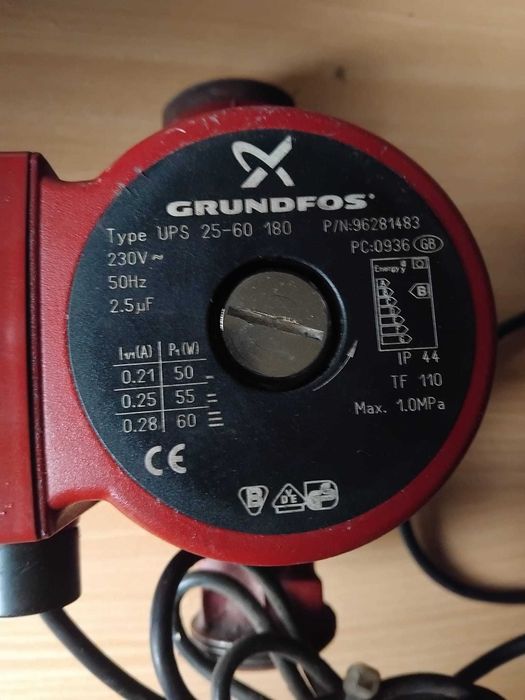 GRUNDFOS®
Type UPS 25-60 180 P/N:96281483
PC:0936 GB
230V ~
50Hz
2.5µF
Energy
A
B
B
IP 44
TF 110
Max. 1.0MPa
I1/1(A) P1(W)
0.21 50
0.25 55
0.28 60
CE
B
VDE